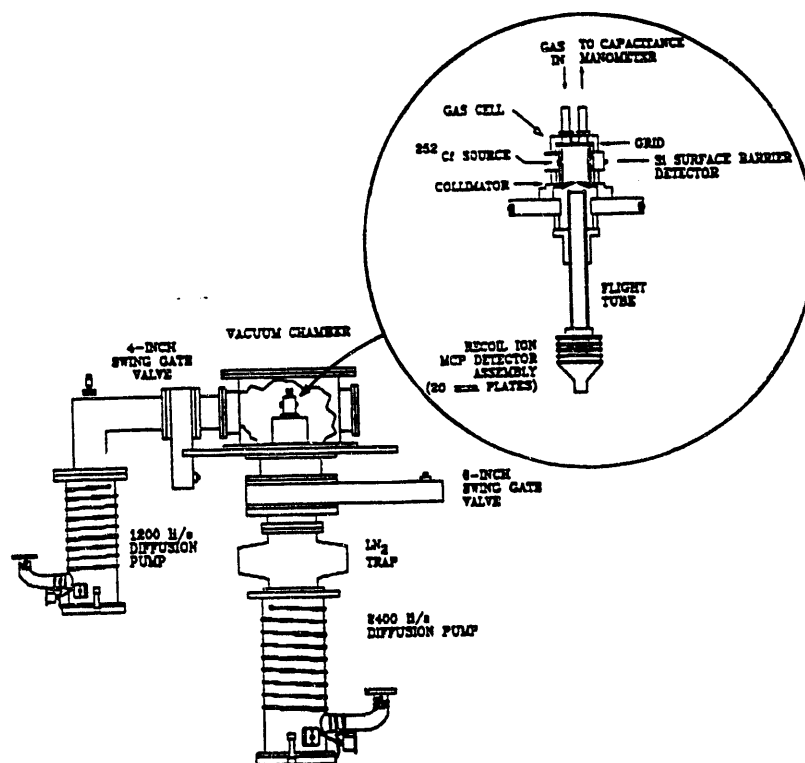 GAS IN
TO CAPACITANCE MANOMETER
GAS CELL
GRID
252 Cf SOURCE
Si SURFACE BARRIER DETECTOR
COLLIMATOR
FLIGHT TUBE
RECOIL ION
MCP DETECTOR
ASSEMBLY
(20 mm PLATES)
VACUUM CHAMBER
4-INCH
SWING GATE
VALVE
6-INCH
SWING GATE
VALVE
1200 l/s
DIFFUSION
PUMP
LN2
TRAP
2400 l/s
DIFFUSION PUMP